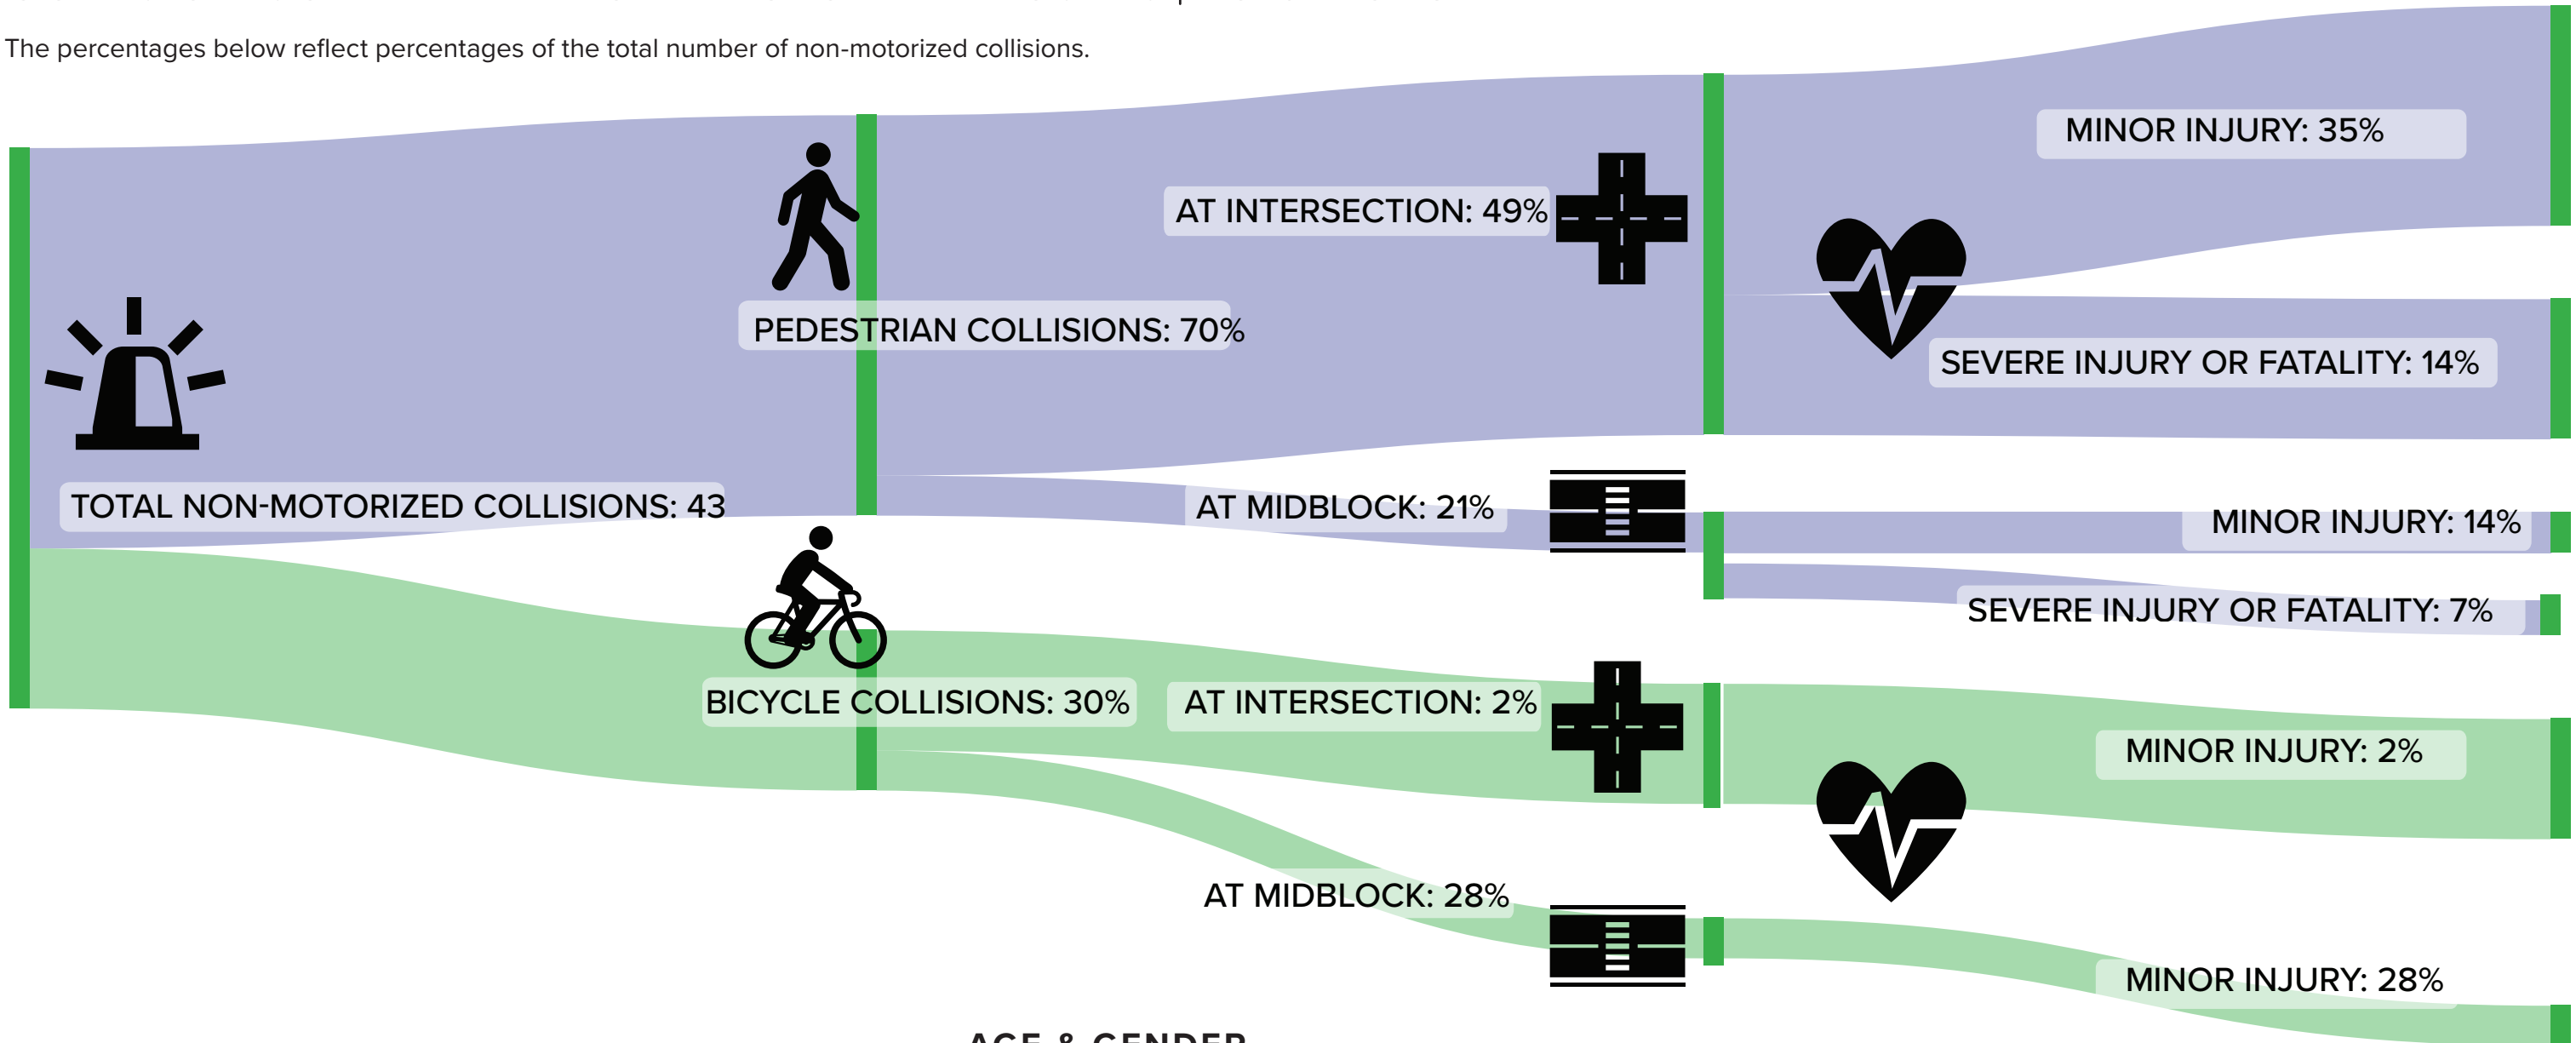 The percentages below reflect percentages of the total number of non-motorized collisions.
MINOR INJURY: 35%
AT INTERSECTION: 49%
PEDESTRIAN COLLISIONS: 70%
SEVERE INJURY OR FATALITY: 14%
TOTAL NON-MOTORIZED COLLISIONS: 43
AT MIDBLOCK: 21%
MINOR INJURY: 14%
SEVERE INJURY OR FATALITY: 7%
BICYCLE COLLISIONS: 30%
AT INTERSECTION: 2%
MINOR INJURY: 2%
AT MIDBLOCK: 28%
MINOR INJURY: 28%
AGE & GENDER